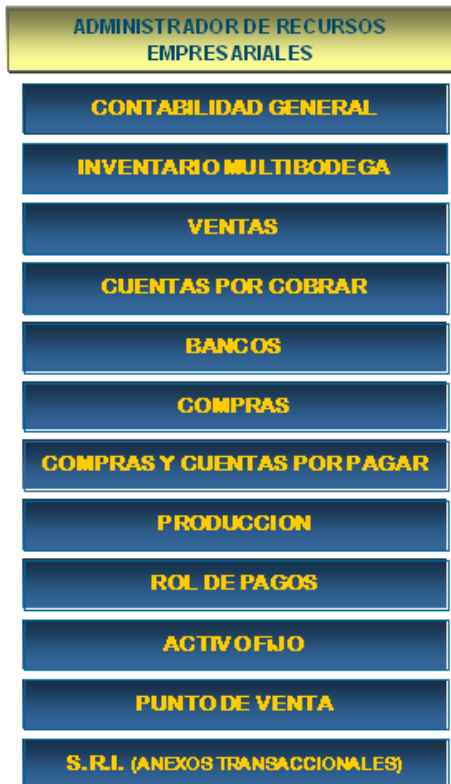 ADMINISTRADOR DE RECURSOS
EMPRESARIALES
CONTABILIDAD GENERAL
INVENTARIO MULTIBODEGA
VENTAS
CUENTAS POR COBRAR
BANCOS
COMPRAS
COMPRAS Y CUENTAS POR PAGAR
PRODUCCION
ROL DE PAGOS
ACTIVO FiJO
PUNTO DE VENTA
S.R.I. (ANEXOS TRANSACCIONALES)